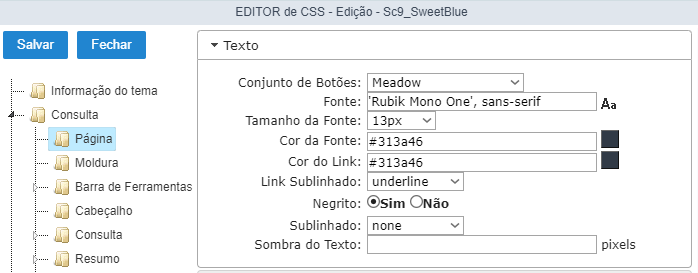 EDITOR de CSS - Edição - Sc9_SweetBlue
Salvar Fechar
Informação do tema
Consulta
Página
Moldura
Barra de Ferramentas
Cabeçalho
Consulta
Resumo
Texto
Conjunto de Botões: Meadow
Fonte: 'Rubik Mono One', sans-serif Aa
Tamanho da Fonte: 13px
Cor da Fonte: #313a46
Cor do Link: #313a46
Link Sublinhado: underline
Negrito: Sim Não
Sublinhado: none
Sombra do Texto: pixels